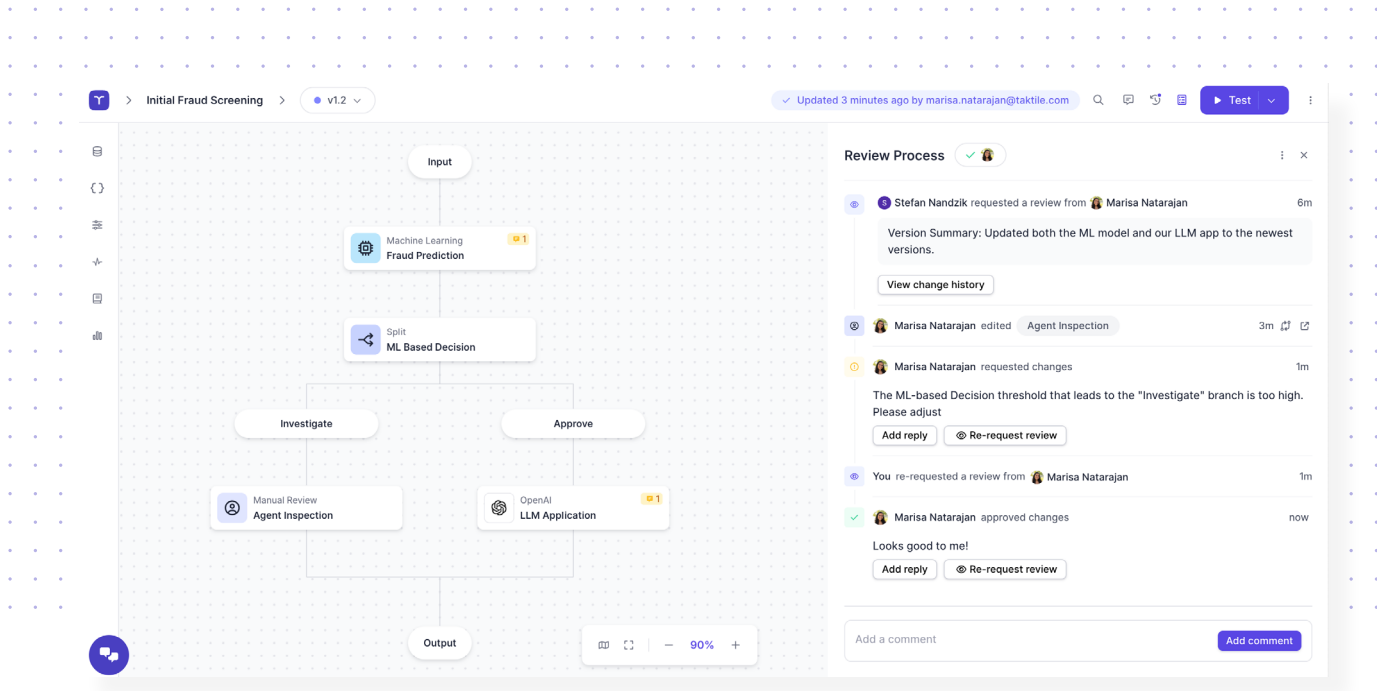 Initial Fraud Screening
v1.2
Updated 3 minutes ago by marisa.natarajan@taktile.com
Test
Input
Machine Learning
1
Fraud Prediction
Split
ML Based Decision
Investigate
Approve
Manual Review
Agent Inspection
OpenAI
1
LLM Application
Output
90%
Review Process
S Stefan Nandzik requested a review from Marisa Natarajan 6m
Version Summary: Updated both the ML model and our LLM app to the newest
versions.
View change history
Marisa Natarajan edited Agent Inspection 3m
Marisa Natarajan requested changes 1m
The ML-based Decision threshold that leads to the "Investigate" branch is too high.
Please adjust
Add reply Re-request review
You re-requested a review from Marisa Natarajan 1m
Marisa Natarajan approved changes now
Looks good to me!
Add reply Re-request review
Add a comment Add comment